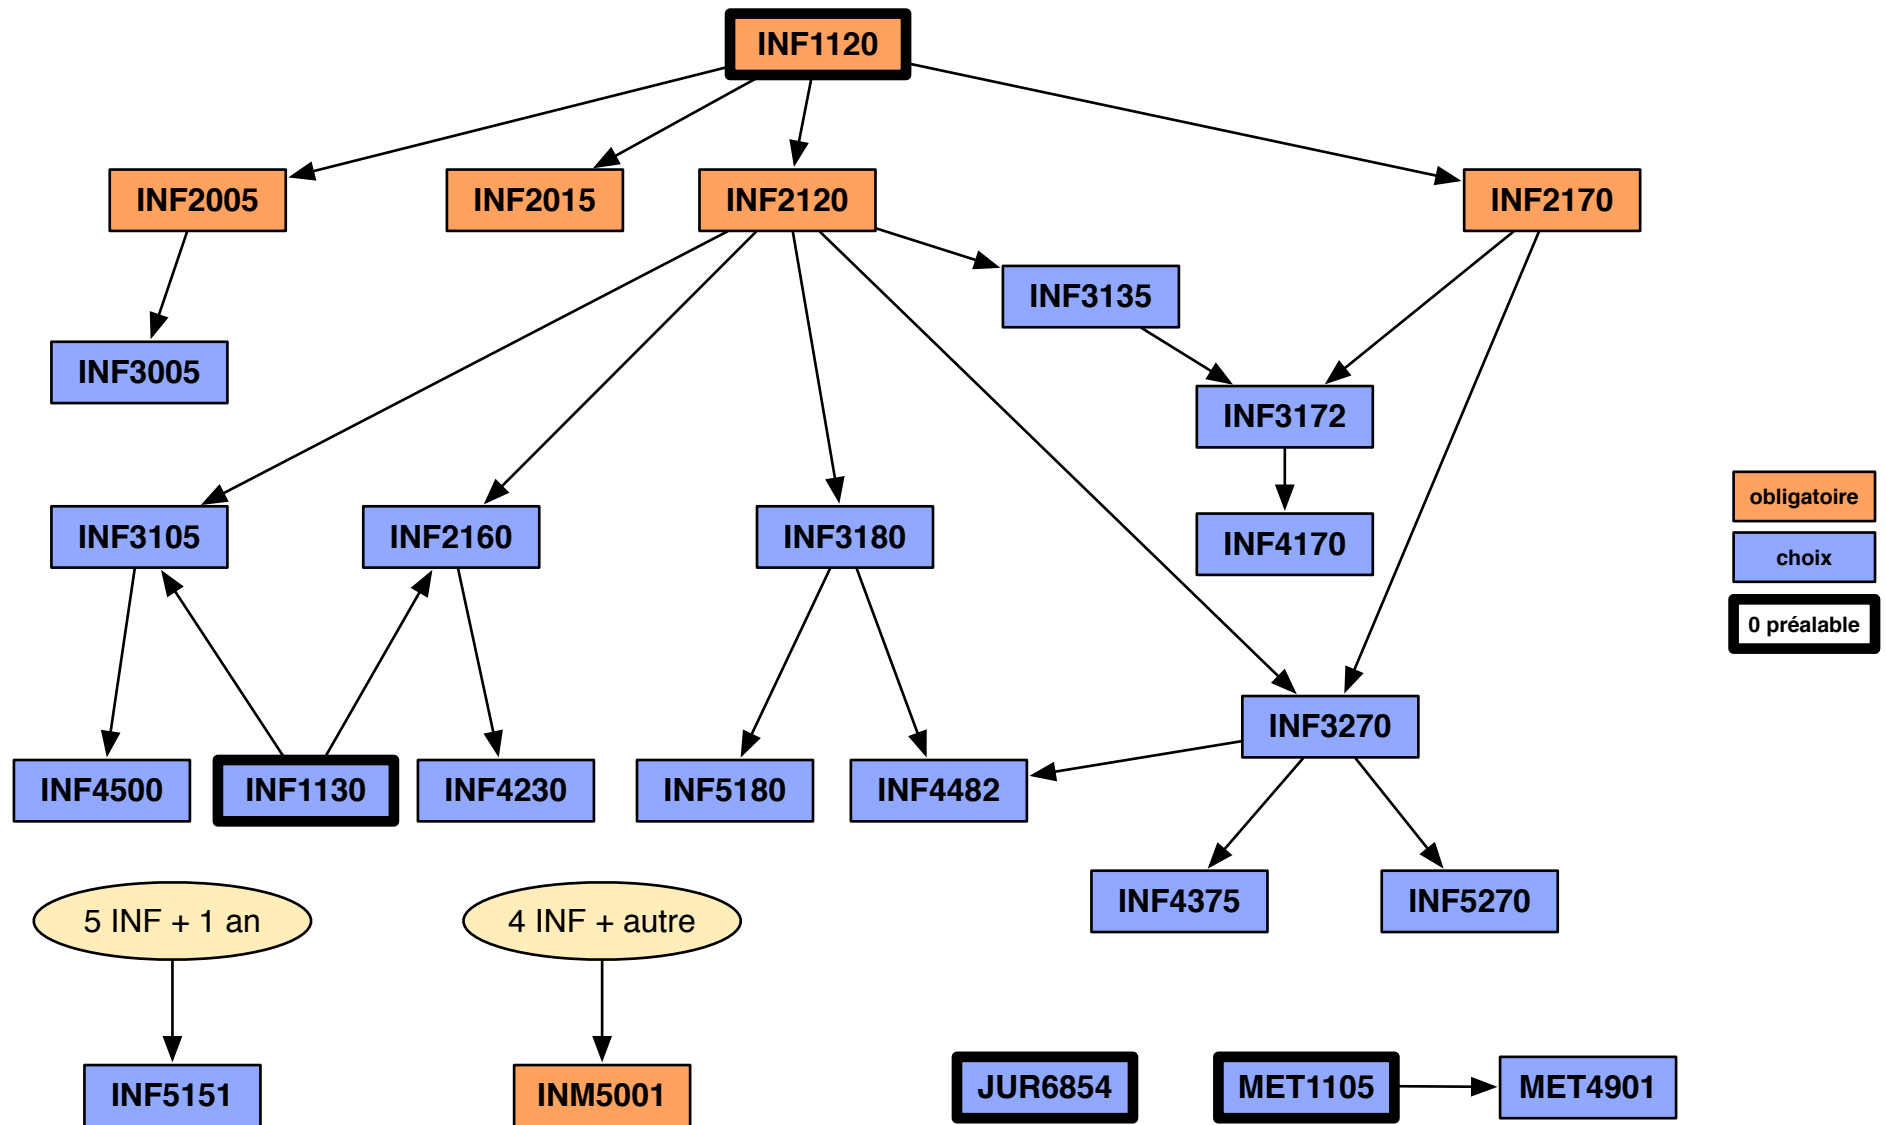 INF1120
INF2005
INF2015
INF2120
INF2170
INF3135
INF3005
INF3172
INF3105
INF2160
INF3180
INF4170
obligatoire
choix
0 préalable
INF3270
INF4500
INF1130
INF4230
INF5180
INF4482
INF4375
INF5270
5 INF + 1 an
4 INF + autre
INF5151
INM5001
JUR6854
MET1105
MET4901